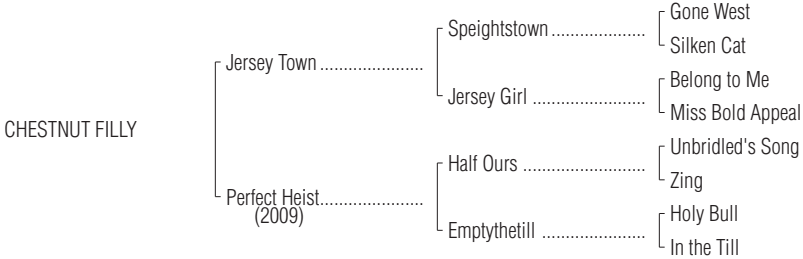 Gone West
Speightstown ....................
Silken Cat
Jersey Town ......................
Belong to Me
Jersey Girl ........................
Miss Bold Appeal
CHESTNUT FILLY
Unbridled's Song
Half Ours ..........................
Zing
Perfect Heist......................
(2009)
Holy Bull
Emptythetill ......................
In the Till